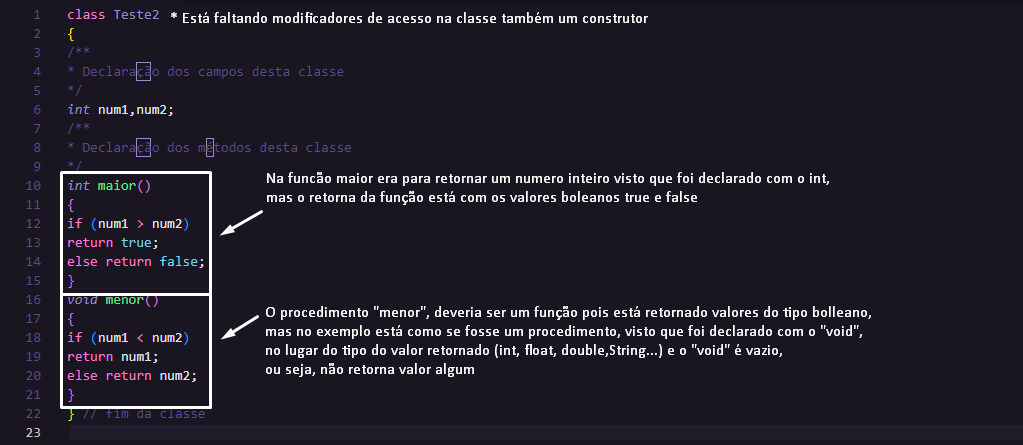 1 class Teste2 * Está faltando modificadores de acesso na classe também um construtor
2 {
3 /**
4 * Declaração dos campos desta classe
5 */
6 int num1,num2;
7 /**
8 * Declaração dos métodos desta classe
9 */
10 int maior()
11 {
12 if (num1 > num2)
13 return true;
14 else return false;
15 }
Na funcão maior era para retornar um numero inteiro visto que foi declarado com o int,
mas o retorna da função está com os valores boleanos true e false
16 void menor()
17 {
18 if (num1 < num2)
19 return num1;
20 else return num2;
21 }
O procedimento "menor", deveria ser um função pois está retornado valores do tipo bolleano,
mas no exemplo está como se fosse um procedimento, visto que foi declarado com o "void",
no lugar do tipo do valor retornado (int, float, double,String...) e o "void" é vazio,
ou seja, não retorna valor algum
22 } // fim da classe
23